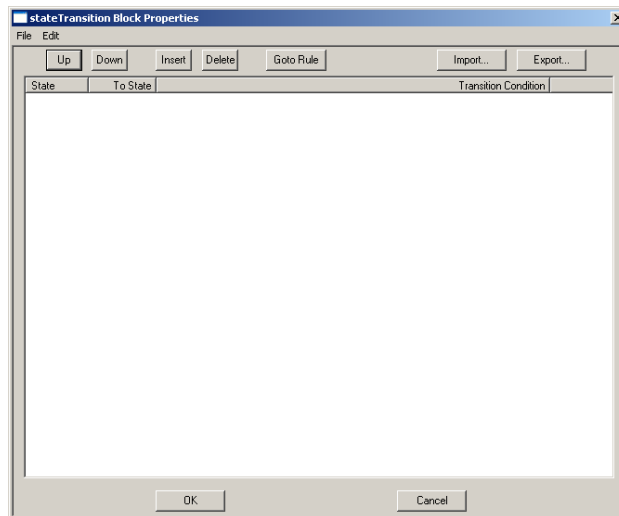 stateTransition Block Properties
File Edit
Up Down Insert Delete Goto Rule Import... Export...
State To State Transition Condition
OK Cancel